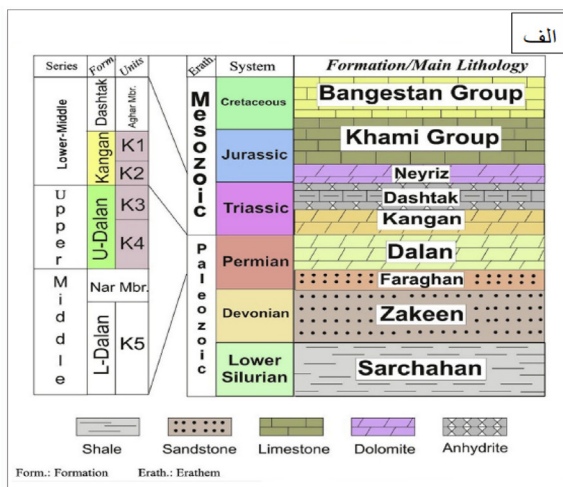 الف
Series Form Units Erath. System Formation/Main Lithology
Lower-Middle
Dashtak
Aghar Mbr.
Kangan
K1
K2
Upper
U-Dalan
K3
K4
Middle
Nar Mbr.
L-Dalan
K5
Mesozoic
Paleozoic
Cretaceous
Bangestan Group
Khami Group
Jurassic
Neyriz
Triassic
Dashtak
Kangan
Permian
Dalan
Faraghan
Devonian
Zakeen
Lower
Silurian
Sarchahan
Shale Sandstone Limestone Dolomite Anhydrite
Form.: Formation Erath.: Erathem